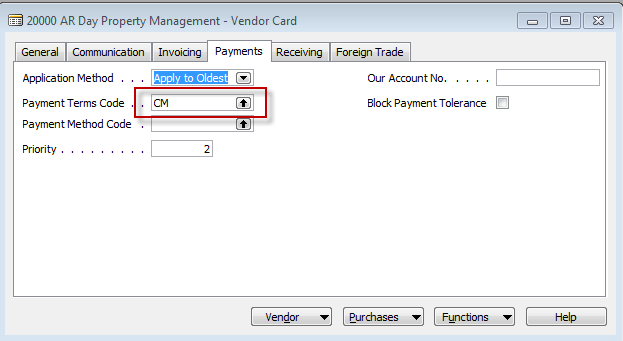 20000 AR Day Property Management - Vendor Card
General Communication Invoicing Payments Receiving Foreign Trade
Application Method . . . Apply to Oldest Our Account No. . . . .
Payment Terms Code . . CM Block Payment Tolerance
Payment Method Code .
Priority . . . . . . . . . 2
Vendor Purchases Functions Help